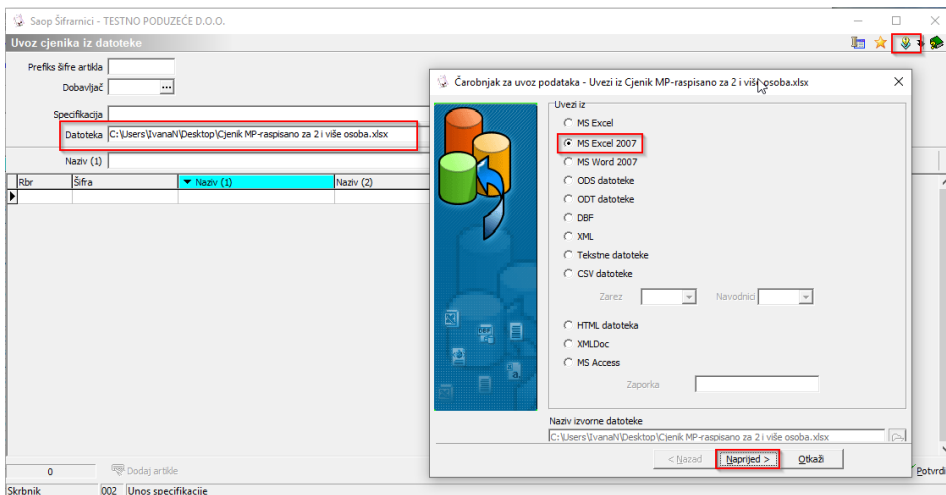 Saop Šifrarnici - TESTNO PODUZEĆE D.O.O.
Uvoz cjenika iz datoteke
Prefiks šifre artikla
Dobavljač
Specifikacija
Datoteka C:\Users\IvanaN\Desktop\Cjenik MP-raspisano za 2 i više osoba.xlsx
Naziv (1)
Rbr Šifra Naziv (1) Naziv (2)
Čarobnjak za uvoz podataka - Uvezi iz Cjenik MP-raspisano za 2 i više osoba.xlsx
Uvezi iz
MS Excel
MS Excel 2007
MS Word 2007
ODS datoteke
ODT datoteke
DBF
XML
Tekstne datoteke
CSV datoteke
Zarez Navodnici
HTML datoteka
XMLDoc
MS Access
Zaporka
Naziv izvorne datoteke
C:\Users\IvanaN\Desktop\Cjenik MP-raspisano za 2 i više osoba.xlsx
< Nazad Naprijed > Otkaži
0 Dodaj artikle Potvrdi
Skrbnik 002 Unos specifikacije